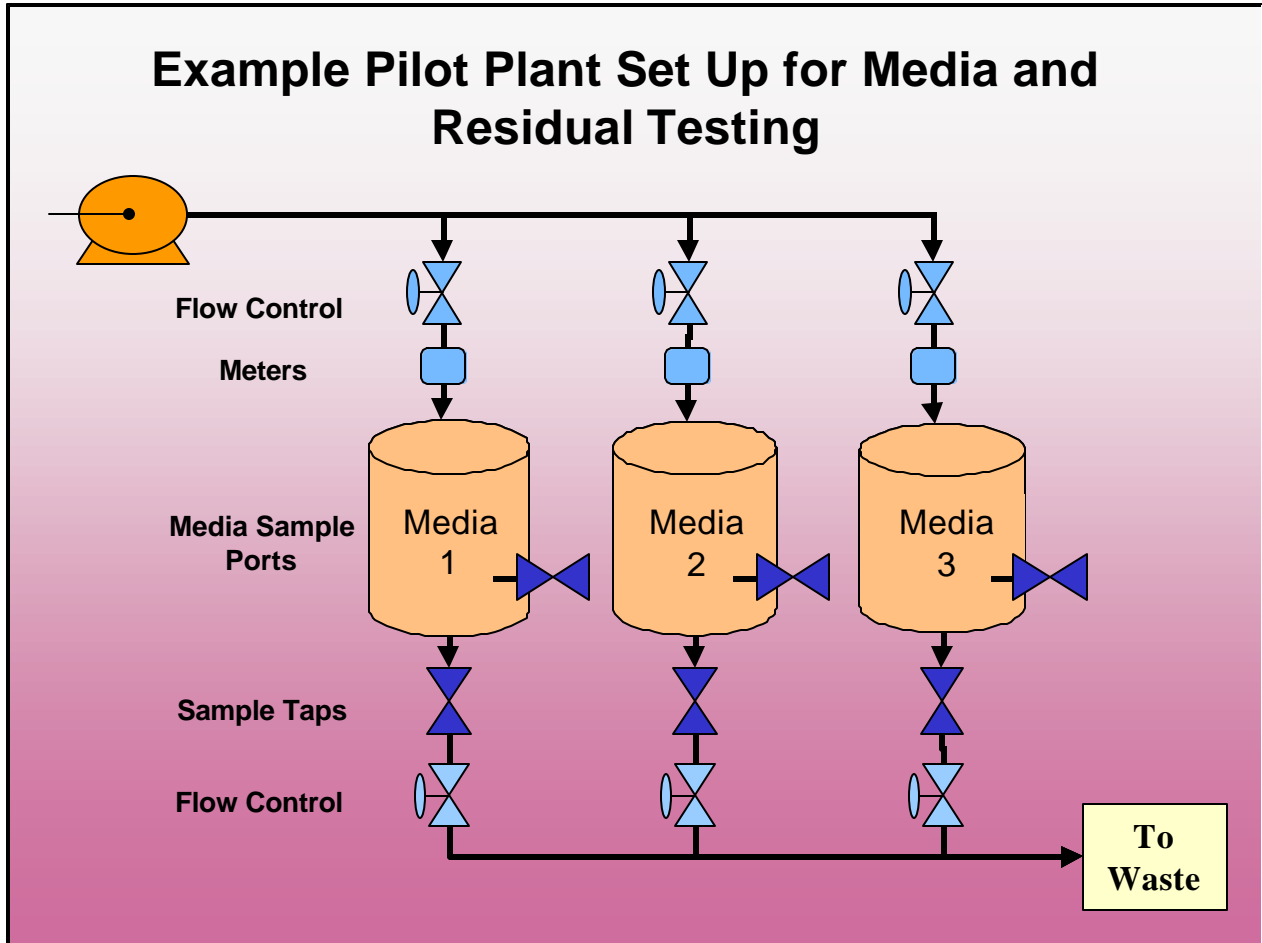 Example Pilot Plant Set Up for Media and
Residual Testing
Flow Control
Meters
Media Sample
Ports
Media
1
Media
2
Media
3
Sample Taps
Flow Control
To
Waste